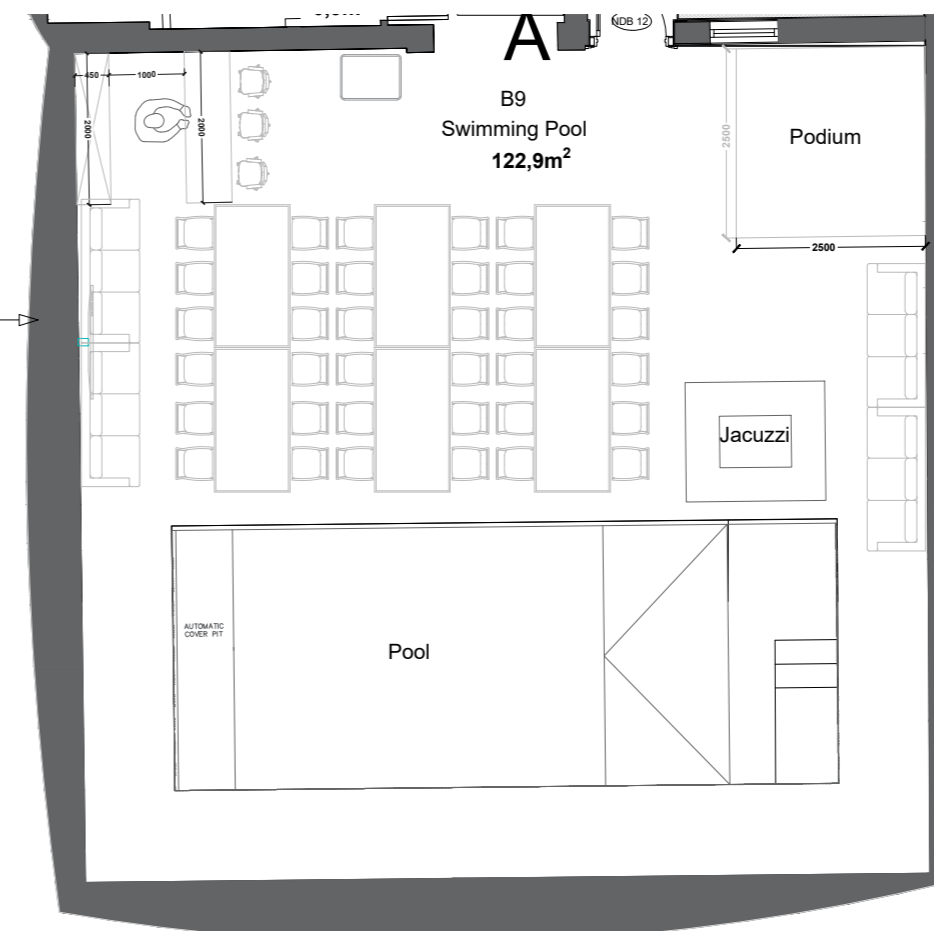 NDB 12
A
450
1000
2000
2000
B9
Swimming Pool
122,9m²
2500
Podium
2500
Jacuzzi
AUTOMATIC
COVER PIT
Pool